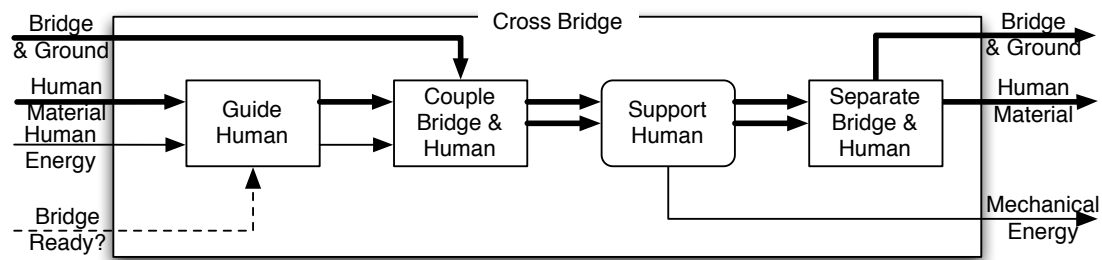 Cross Bridge
Bridge
& Ground
Human
Material
Human
Energy
Bridge
Ready?
Guide
Human
Couple
Bridge &
Human
Support
Human
Separate
Bridge &
Human
Bridge
& Ground
Human
Material
Mechanical
Energy